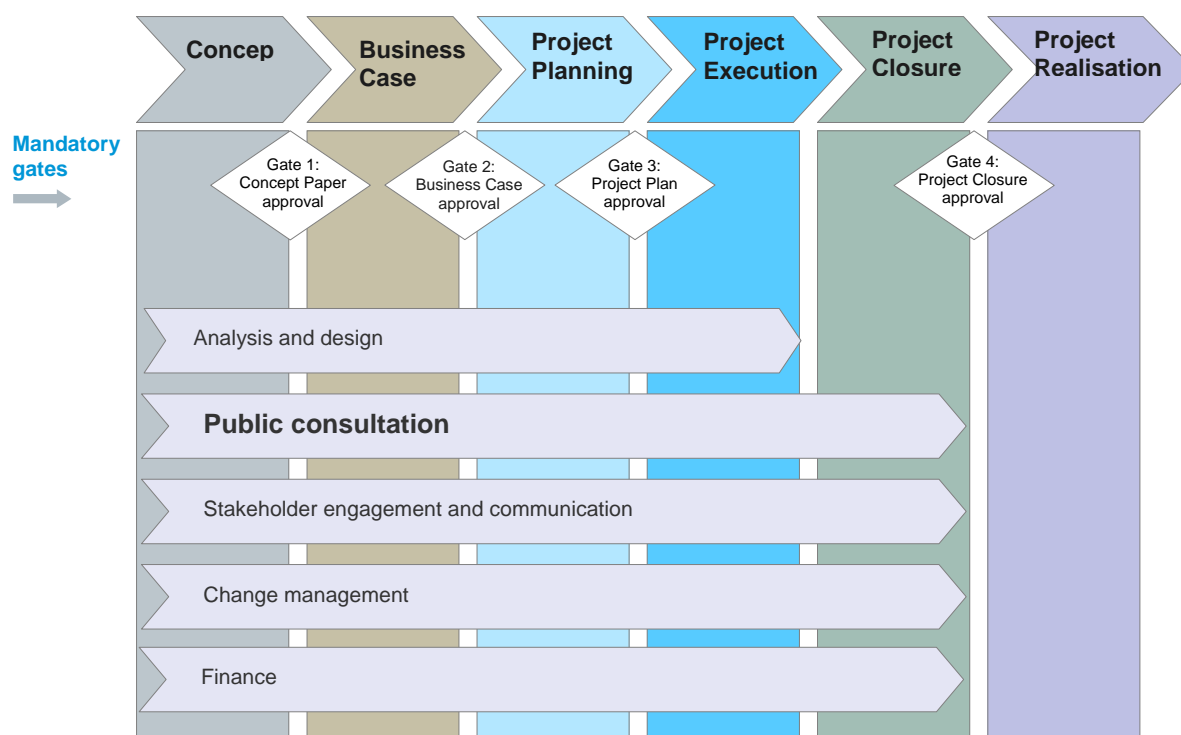 Concep
Business
Case
Project
Planning
Project
Execution
Project
Closure
Project
Realisation
Mandatory
gates
Gate 1:
Concept Paper
approval
Gate 2:
Business Case
approval
Gate 3:
Project Plan
approval
Gate 4:
Project Closure
approval
Analysis and design
Public consultation
Stakeholder engagement and communication
Change management
Finance